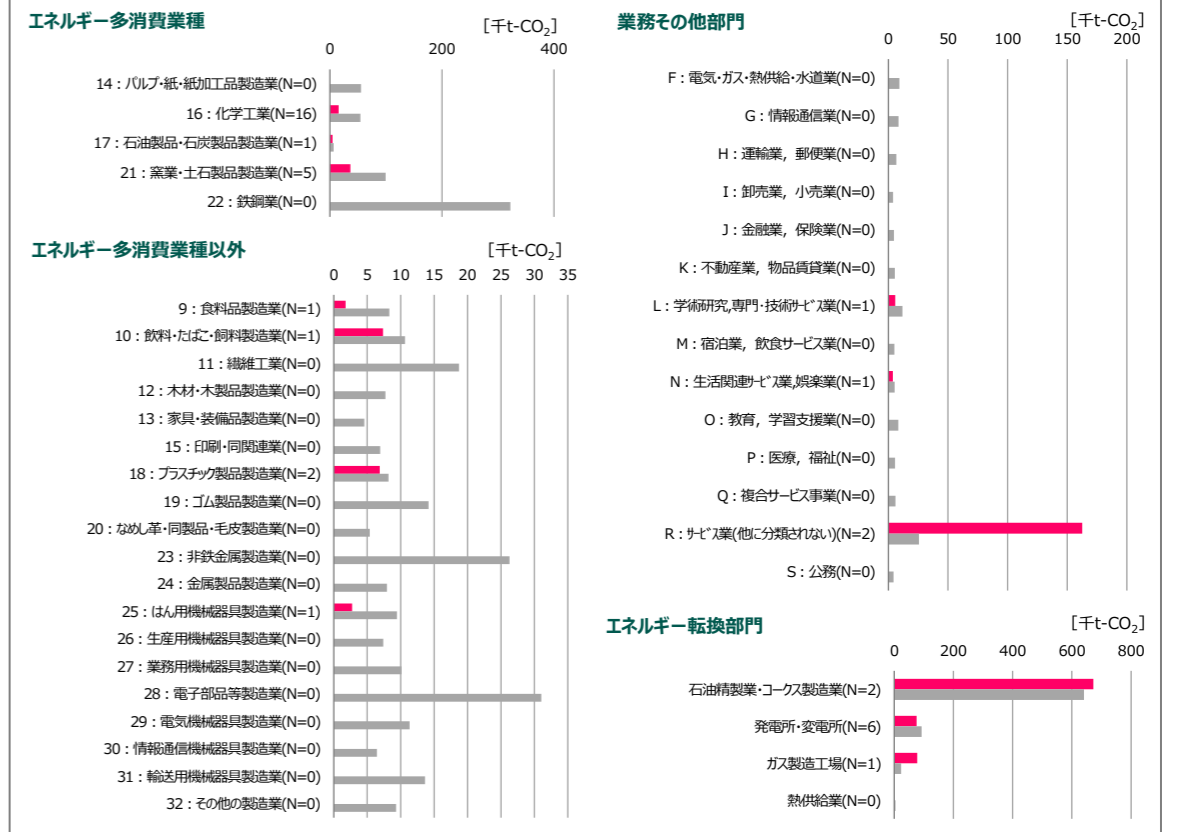 エネルギー多消費業種
[千t-CO₂]
0 200 400
14：パルプ・紙・紙加工品製造業(N=0)
16：化学工業(N=16)
17：石油製品・石炭製品製造業(N=1)
21：窯業・土石製品製造業(N=5)
22：鉄鋼業(N=0)
エネルギー多消費業種以外
[千t-CO₂]
0 5 10 15 20 25 30 35
9：食料品製造業(N=1)
10：飲料・たばこ・飼料製造業(N=1)
11：繊維工業(N=0)
12：木材・木製品製造業(N=0)
13：家具・装備品製造業(N=0)
15：印刷・同関連業(N=0)
18：プラスチック製品製造業(N=2)
19：ゴム製品製造業(N=0)
20：なめし革・同製品・毛皮製造業(N=0)
23：非鉄金属製造業(N=0)
24：金属製品製造業(N=0)
25：はん用機械器具製造業(N=1)
26：生産用機械器具製造業(N=0)
27：業務用機械器具製造業(N=0)
28：電子部品等製造業(N=0)
29：電気機械器具製造業(N=0)
30：情報通信機械器具製造業(N=0)
31：輸送用機械器具製造業(N=0)
32：その他の製造業(N=0)
業務その他部門
[千t-CO₂]
0 50 100 150 200
F：電気・ガス・熱供給・水道業(N=0)
G：情報通信業(N=0)
H：運輸業，郵便業(N=0)
I：卸売業，小売業(N=0)
J：金融業，保険業(N=0)
K：不動産業，物品賃貸業(N=0)
L：学術研究,専門・技術ｻｰﾋﾞｽ業(N=1)
M：宿泊業，飲食サービス業(N=0)
N：生活関連ｻｰﾋﾞｽ業,娯楽業(N=1)
O：教育，学習支援業(N=0)
P：医療，福祉(N=0)
Q：複合サービス事業(N=0)
R：ｻｰﾋﾞｽ業(他に分類されない)(N=2)
S：公務(N=0)
エネルギー転換部門
[千t-CO₂]
0 200 400 600 800
石油精製業・コークス製造業(N=2)
発電所・変電所(N=6)
ガス製造工場(N=1)
熱供給業(N=0)